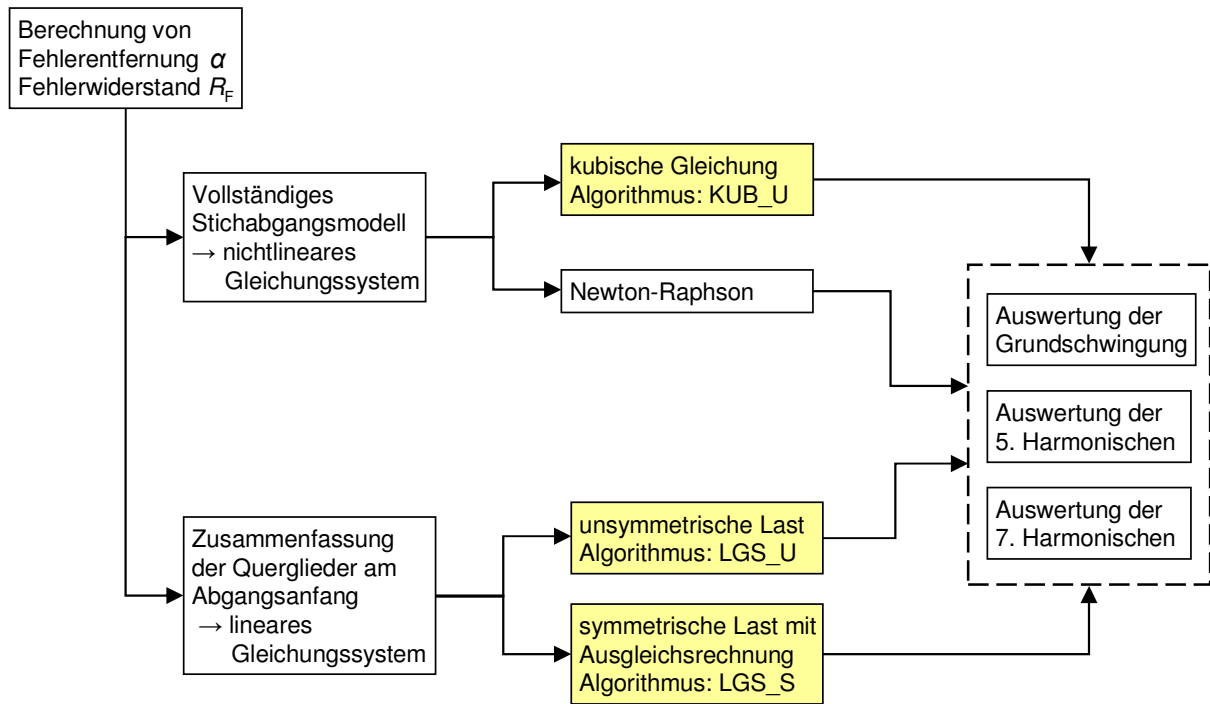 Berechnung von
Fehlerentfernung α
Fehlerwiderstand R_F
Vollständiges
Stichabgangsmodell
→ nichtlineares
Gleichungssystem
kubische Gleichung
Algorithmus: KUB_U
Newton-Raphson
Zusammenfassung
der Querglieder am
Abgangsanfang
→ lineares
Gleichungssystem
unsymmetrische Last
Algorithmus: LGS_U
symmetrische Last mit
Ausgleichsrechnung
Algorithmus: LGS_S
Auswertung der
Grundschwingung
Auswertung der
5. Harmonischen
Auswertung der
7. Harmonischen